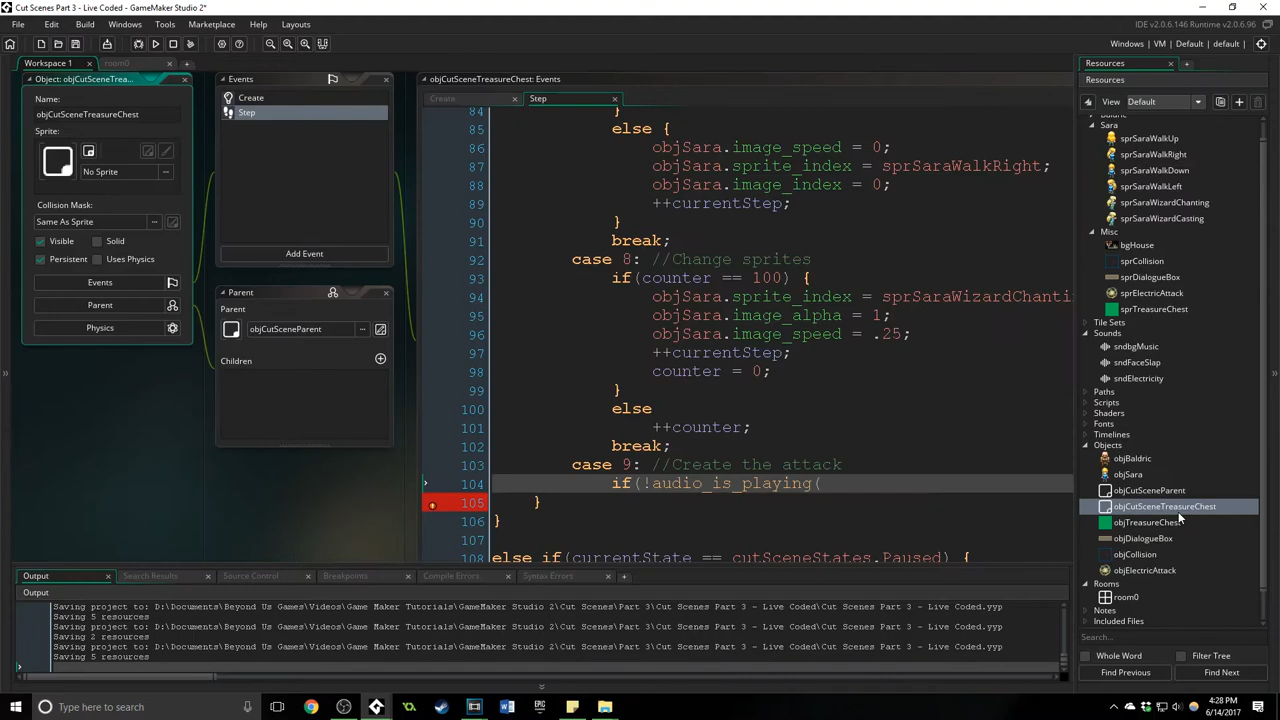 Cut Scenes Part 3 - Live Coded - GameMaker Studio 2*
File Edit Build Windows Tools Marketplace Help Layouts
IDE v2.0.6.146 Runtime v2.0.6.96
Windows | VM | Default | default |
Workspace 1 room0
Object: objCutSceneTrea...
Name:
objCutSceneTreasureChest
Sprite:
No Sprite
Collision Mask:
Same As Sprite
Visible Solid
Persistent Uses Physics
Events
Parent
Physics
Events
Create
Step
Add Event
Parent
Parent
objCutSceneParent
Children
objCutSceneTreasureChest: Events
Create Step
84 }
85 else {
86 objSara.image_speed = 0;
87 objSara.sprite_index = sprSaraWalkRight;
88 objSara.image_index = 0;
89 ++currentStep;
90 }
91 break;
92 case 8: //Change sprites
93 if(counter == 100) {
94 objSara.sprite_index = sprSaraWizardChanti
95 objSara.image_alpha = 1;
96 objSara.image_speed = .25;
97 ++currentStep;
98 counter = 0;
99 }
100 else
101 ++counter;
102 break;
103 case 9: //Create the attack
104 if(!audio_is_playing(
105 }
106 }
107
108 else if(currentState == cutSceneStates.Paused) {
Output Search Results Source Control Breakpoints Compile Errors Syntax Errors
Output
Saving project to: D:\Documents\Beyond Us Games\Videos\Game Maker Tutorials\GameMaker Studio 2\Cut Scenes\Part 3\Cut Scenes Part 3 - Live Coded\Cut Scenes Part 3 - Live Coded.yyp
Saving 5 resources
Saving project to: D:\Documents\Beyond Us Games\Videos\Game Maker Tutorials\GameMaker Studio 2\Cut Scenes\Part 3\Cut Scenes Part 3 - Live Coded\Cut Scenes Part 3 - Live Coded.yyp
Saving 2 resources
Saving project to: D:\Documents\Beyond Us Games\Videos\Game Maker Tutorials\GameMaker Studio 2\Cut Scenes\Part 3\Cut Scenes Part 3 - Live Coded\Cut Scenes Part 3 - Live Coded.yyp
Saving 5 resources
Resources
Resources
View Default
Baldric
Sara
sprSaraWalkUp
sprSaraWalkRight
sprSaraWalkDown
sprSaraWalkLeft
sprSaraWizardChanting
sprSaraWizardCasting
Misc
bgHouse
sprCollision
sprDialogueBox
sprElectricAttack
sprTreasureChest
Tile Sets
Sounds
sndbgMusic
sndFaceSlap
sndElectricity
Paths
Scripts
Shaders
Fonts
Timelines
Objects
objBaldric
objSara
objCutSceneParent
objCutSceneTreasureChest
objTreasureChest
objDialogueBox
objCollision
objElectricAttack
Rooms
room0
Notes
Included Files
Search...
Whole Word Filter Tree
Find Previous Find Next
Type here to search
4:28 PM
6/14/2017